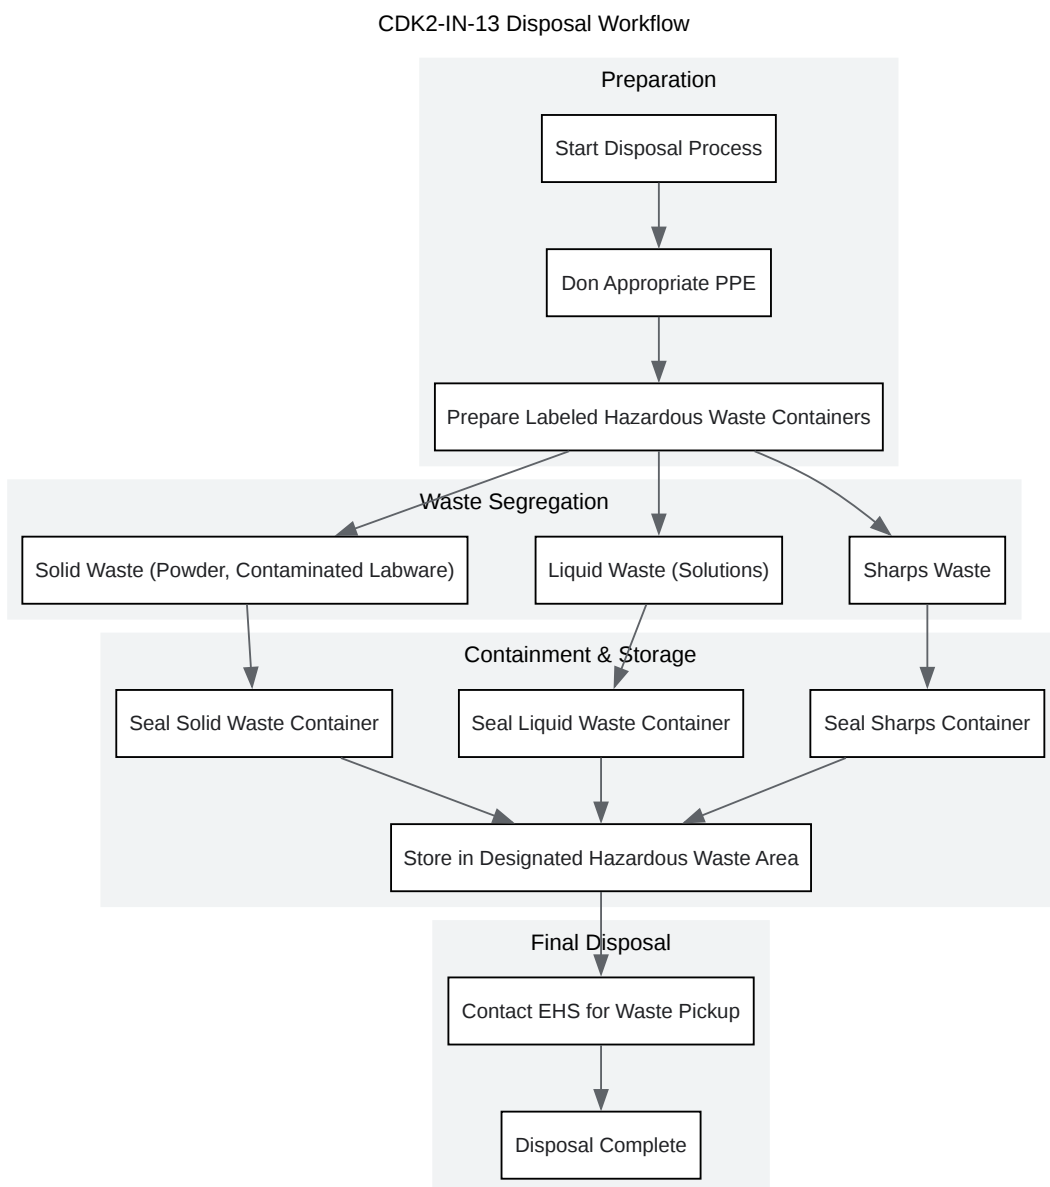 CDK2-IN-13 Disposal Workflow
Preparation
Start Disposal Process
Don Appropriate PPE
Prepare Labeled Hazardous Waste Containers
Waste Segregation
Solid Waste (Powder, Contaminated Labware)
Liquid Waste (Solutions)
Sharps Waste
Containment & Storage
Seal Solid Waste Container
Seal Liquid Waste Container
Seal Sharps Container
Store in Designated Hazardous Waste Area
Final Disposal
Contact EHS for Waste Pickup
Disposal Complete